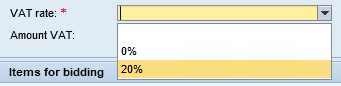 VAT rate: *
Amount VAT:
0%
20%
Items for bidding